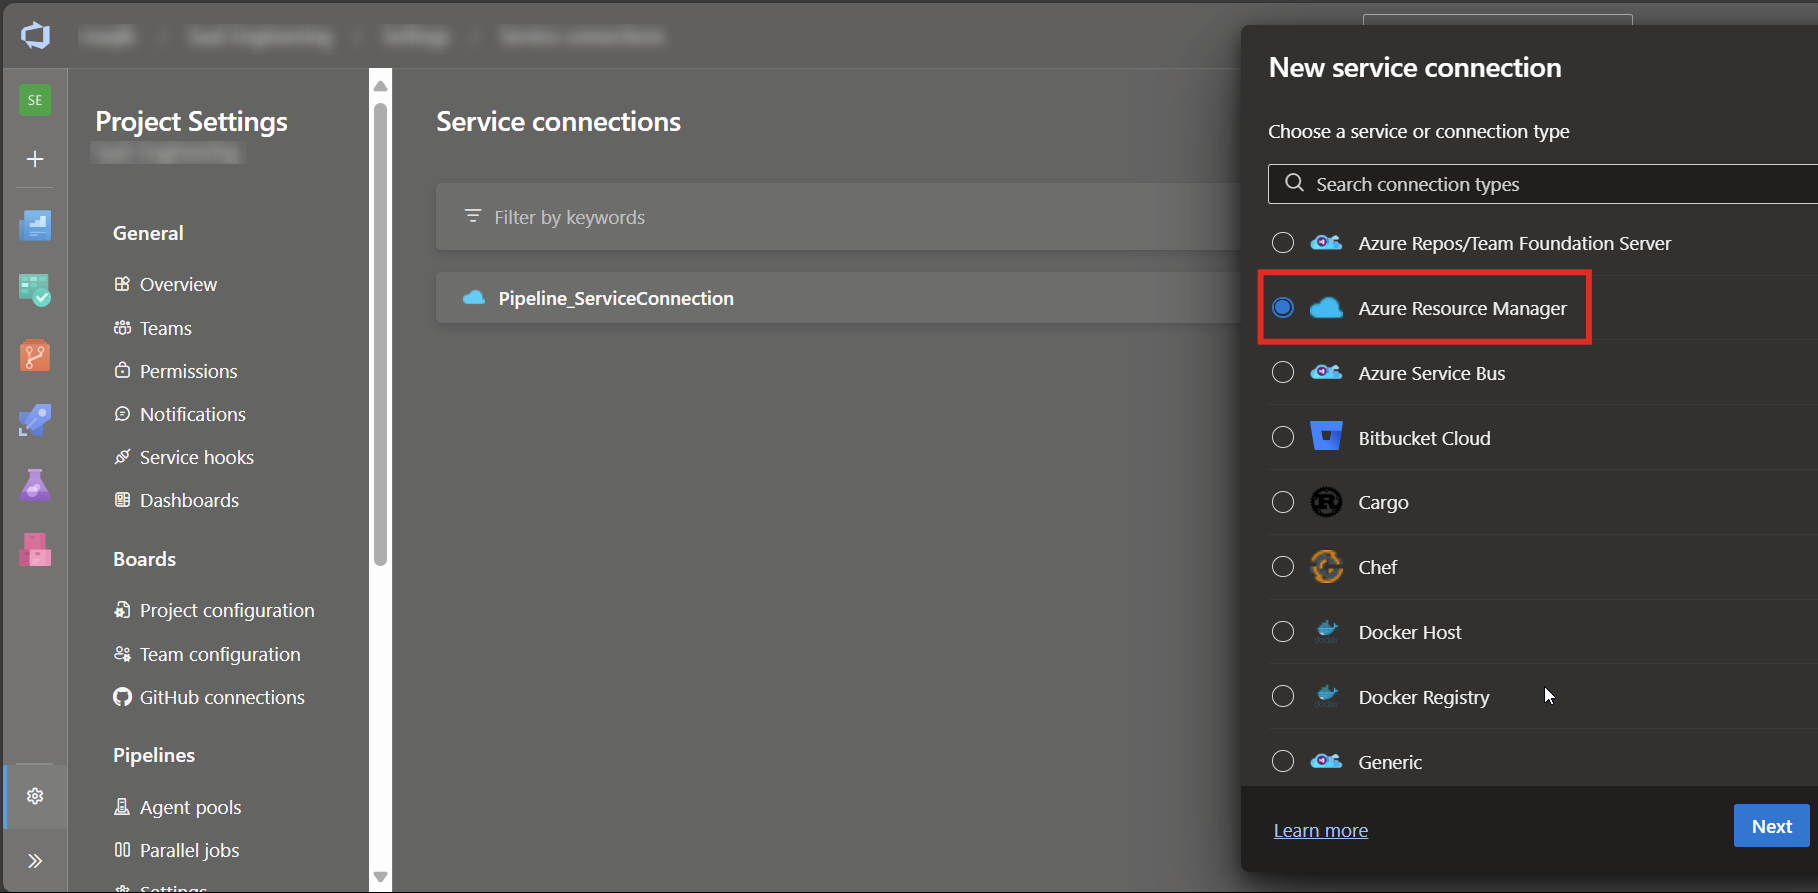 SE
Project Settings
General
Overview
Teams
Permissions
Notifications
Service hooks
Dashboards
Boards
Project configuration
Team configuration
GitHub connections
Pipelines
Agent pools
Parallel jobs
Settings
Service connections
Filter by keywords
Pipeline_ServiceConnection
New service connection
Choose a service or connection type
Search connection types
Azure Repos/Team Foundation Server
Azure Resource Manager
Azure Service Bus
Bitbucket Cloud
Cargo
Chef
Docker Host
Docker Registry
Generic
Learn more
Next